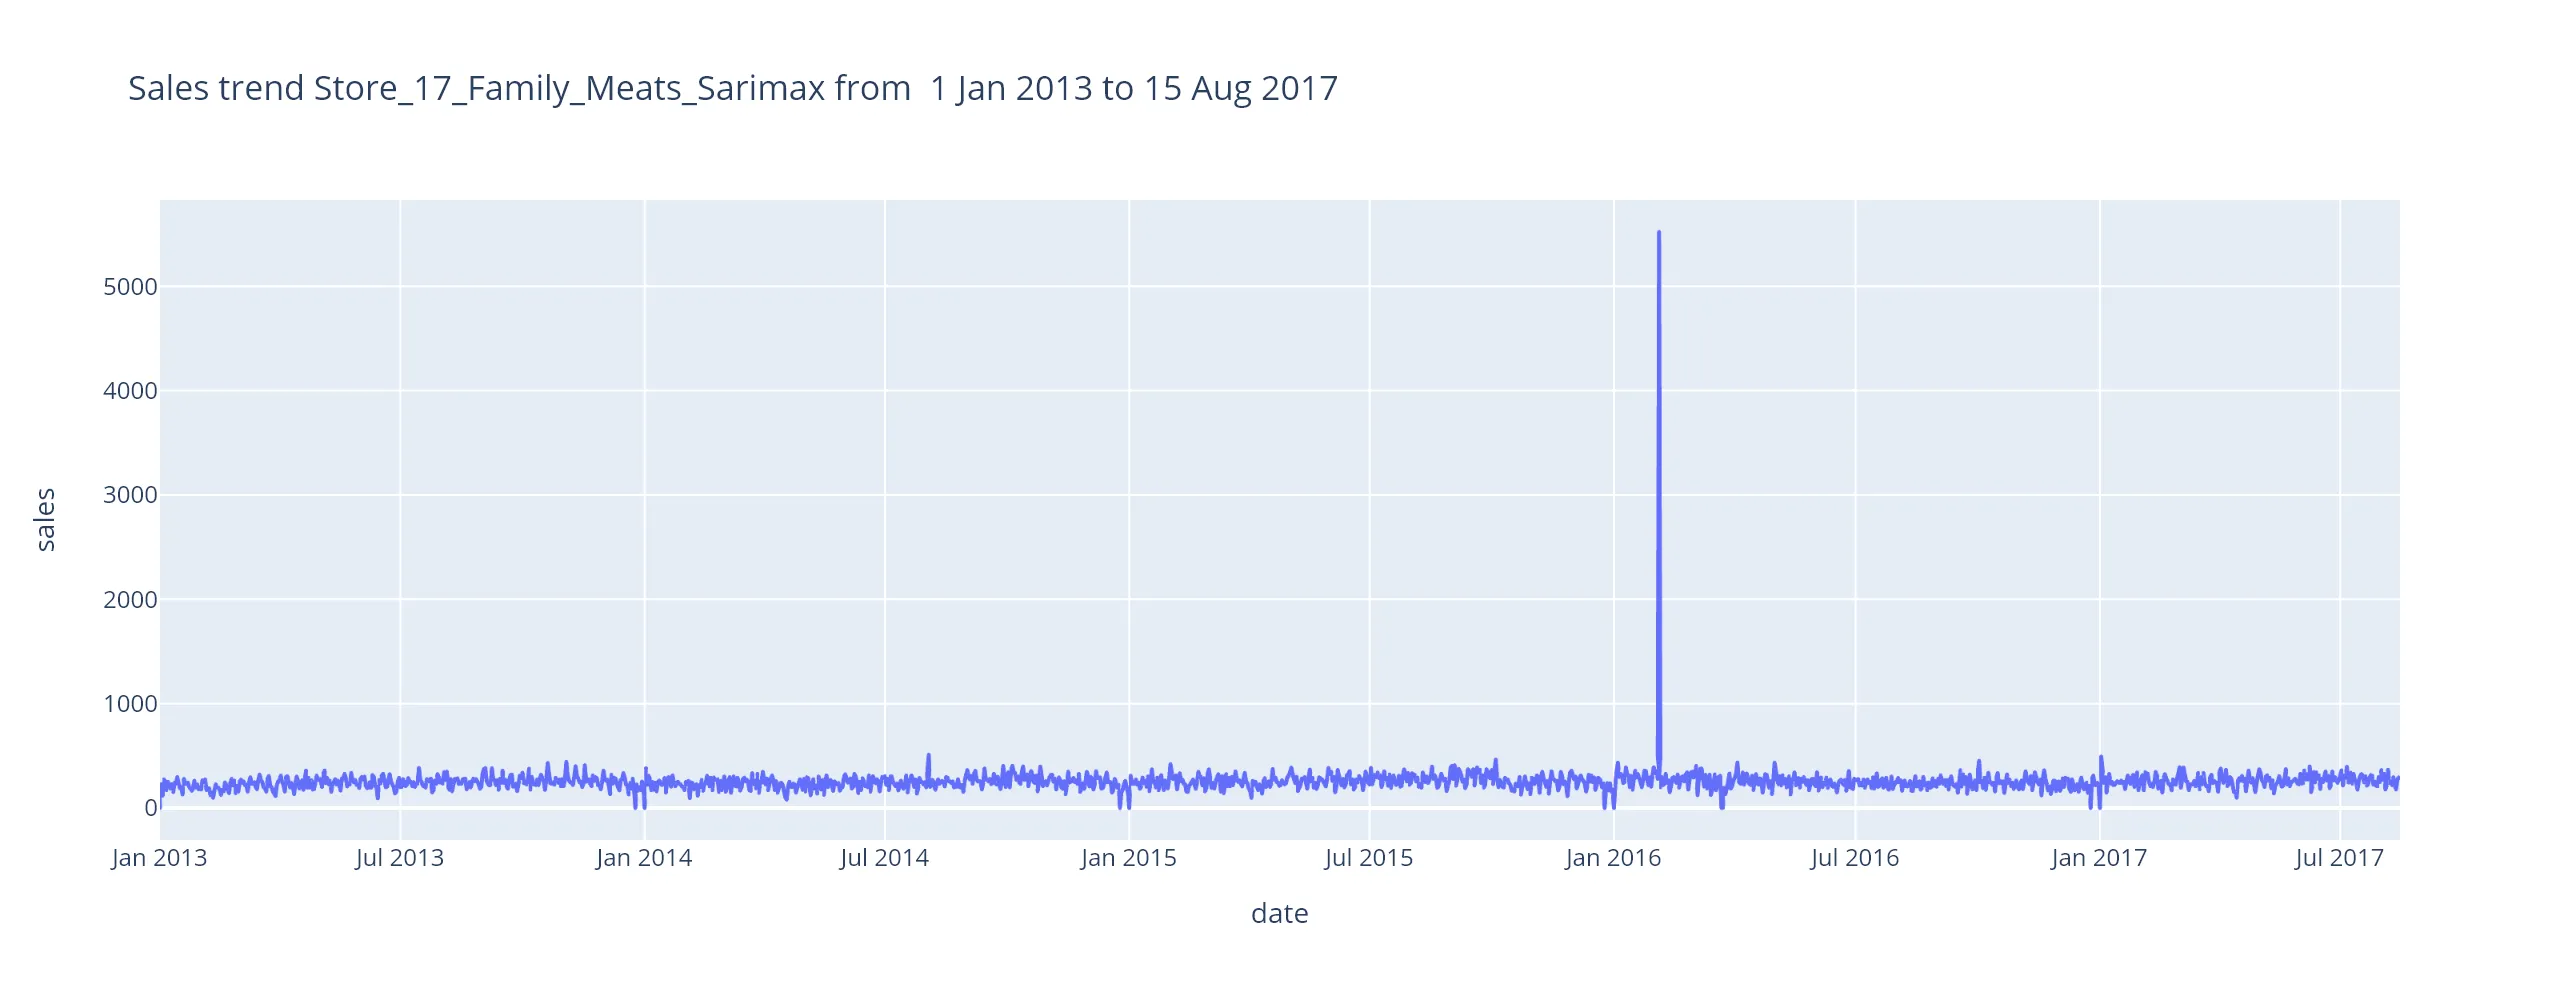 Sales trend Store_17_Family_Meats_Sarimax from  1 Jan 2013 to 15 Aug 2017
sales
5000
4000
3000
2000
1000
0
Jan 2013 Jul 2013 Jan 2014 Jul 2014 Jan 2015 Jul 2015 Jan 2016 Jul 2016 Jan 2017 Jul 2017
date